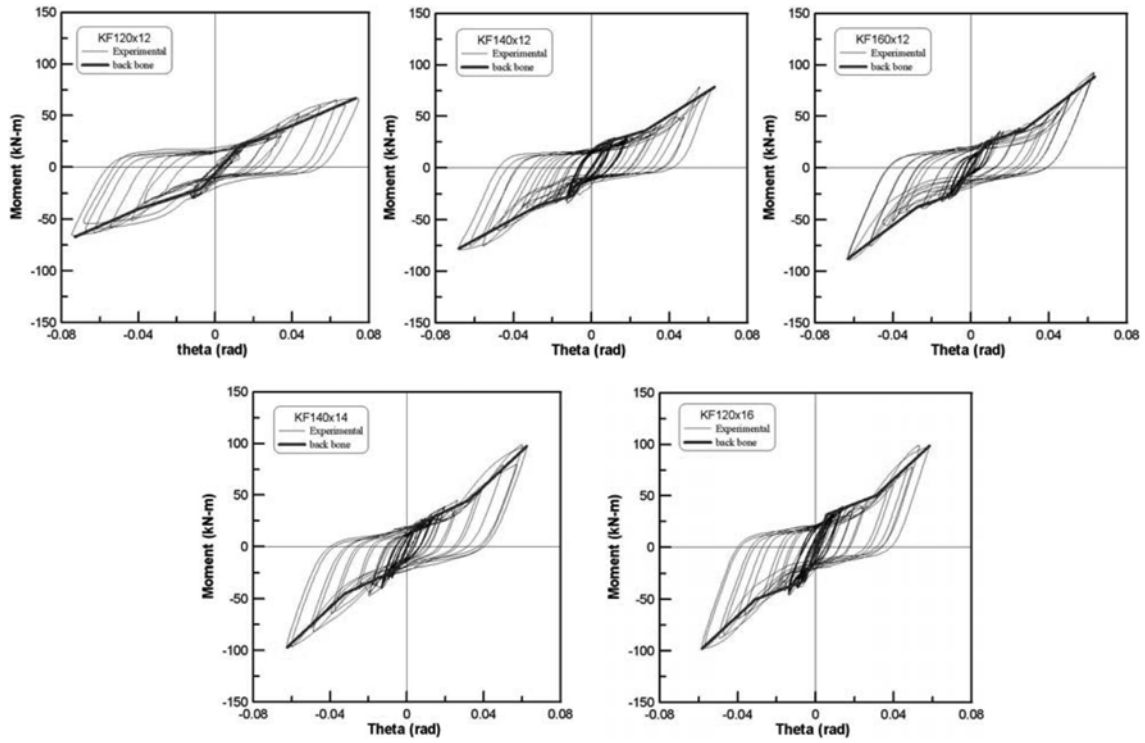 KF120x12
Experimental
back bone
Moment (kN-m)
150
100
50
0
-50
-100
-150
-0.08
-0.04
0
0.04
0.08
theta (rad)
KF140x12
Experimental
back bone
Moment (kN-m)
150
100
50
0
-50
-100
-150
-0.08
-0.04
0
0.04
0.08
Theta (rad)
KF160x12
Experimental
back bone
Moment (kN-m)
150
100
50
0
-50
-100
-150
-0.08
-0.04
0
0.04
0.08
Theta (rad)
KF140x14
Experimental
back bone
Moment (kN-m)
150
100
50
0
-50
-100
-150
-0.08
-0.04
0
0.04
0.08
Theta (rad)
KF120x16
Experimental
back bone
Moment (kN-m)
150
100
50
0
-50
-100
-150
-0.08
-0.04
0
0.04
0.08
Theta (rad)